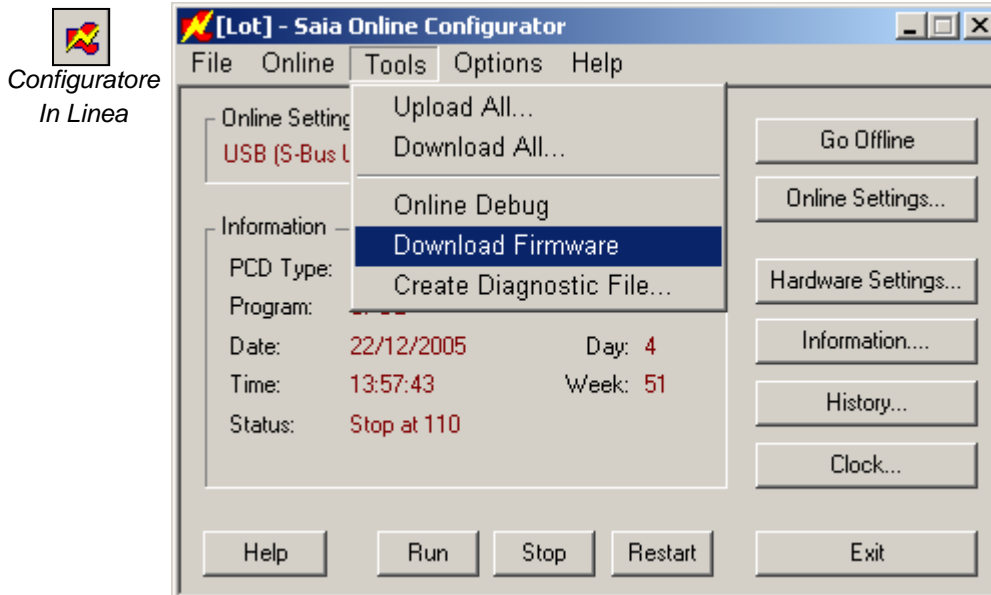 Configuratore
In Linea
[Lot] - Saia Online Configurator
File Online Tools Options Help
Upload All...
Download All...
Online Debug
Download Firmware
Create Diagnostic File...
Online Setting
USB (S-Bus
Information
PCD Type:
Program:
Date: 22/12/2005 Day: 4
Time: 13:57:43 Week: 51
Status: Stop at 110
Go Offline
Online Settings...
Hardware Settings...
Information....
History...
Clock...
Help Run Stop Restart Exit